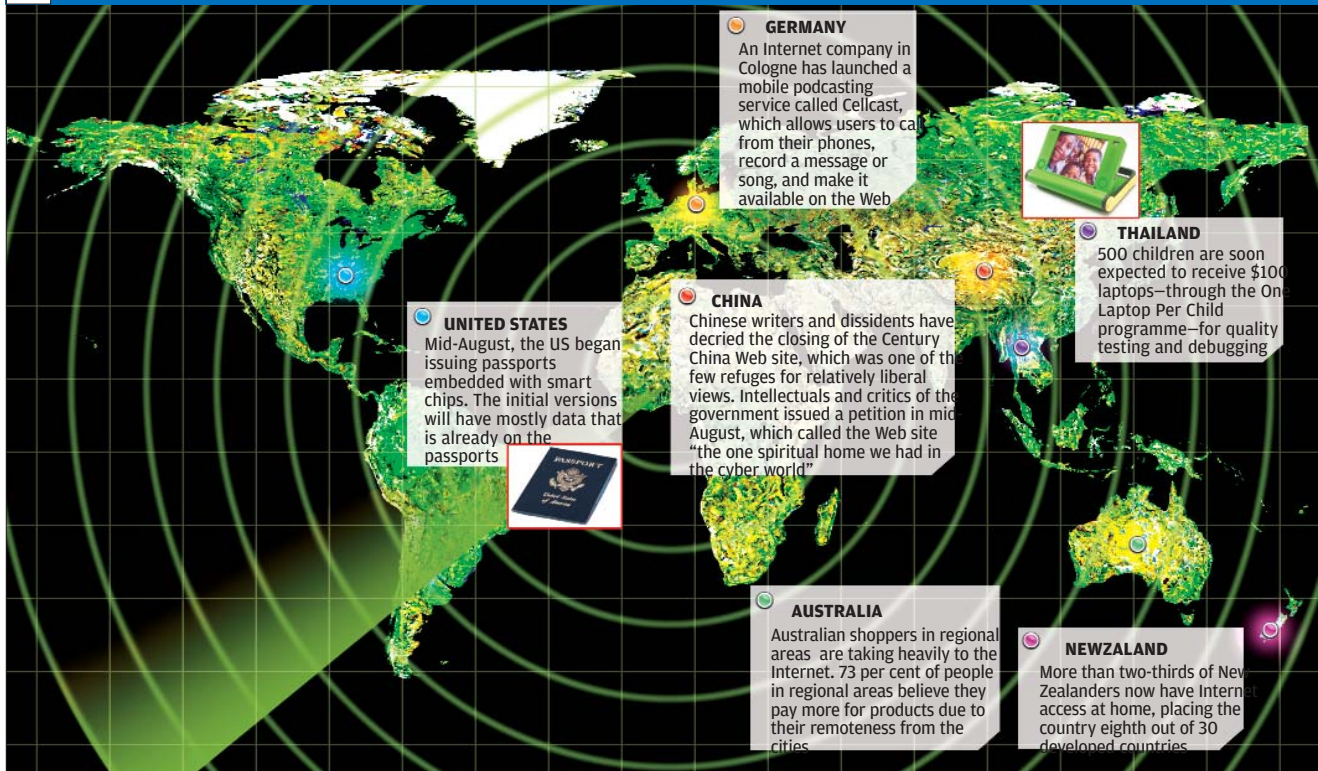 GERMANY
An Internet company in
Cologne has launched a
mobile podcasting
service called Cellcast,
which allows users to call
from their phones,
record a message or
song, and make it
available on the Web
THAILAND
500 children are soon
expected to receive $100
laptops—through the One
Laptop Per Child
programme—for quality
testing and debugging
CHINA
Chinese writers and dissidents have
decried the closing of the Century
China Web site, which was one of the
few refuges for relatively liberal
views. Intellectuals and critics of the
government issued a petition in mid-
August, which called the Web site
“the one spiritual home we had in
the cyber world”
UNITED STATES
Mid-August, the US began
issuing passports
embedded with smart
chips. The initial versions
will have mostly data that
is already on the
passports
PASSPORT
United States
of America
AUSTRALIA
Australian shoppers in regional
areas are taking heavily to the
Internet. 73 per cent of people
in regional areas believe they
pay more for products due to
their remoteness from the
cities
NEWZALAND
More than two-thirds of New
Zealanders now have Internet
access at home, placing the
country eighth out of 30
developed countries